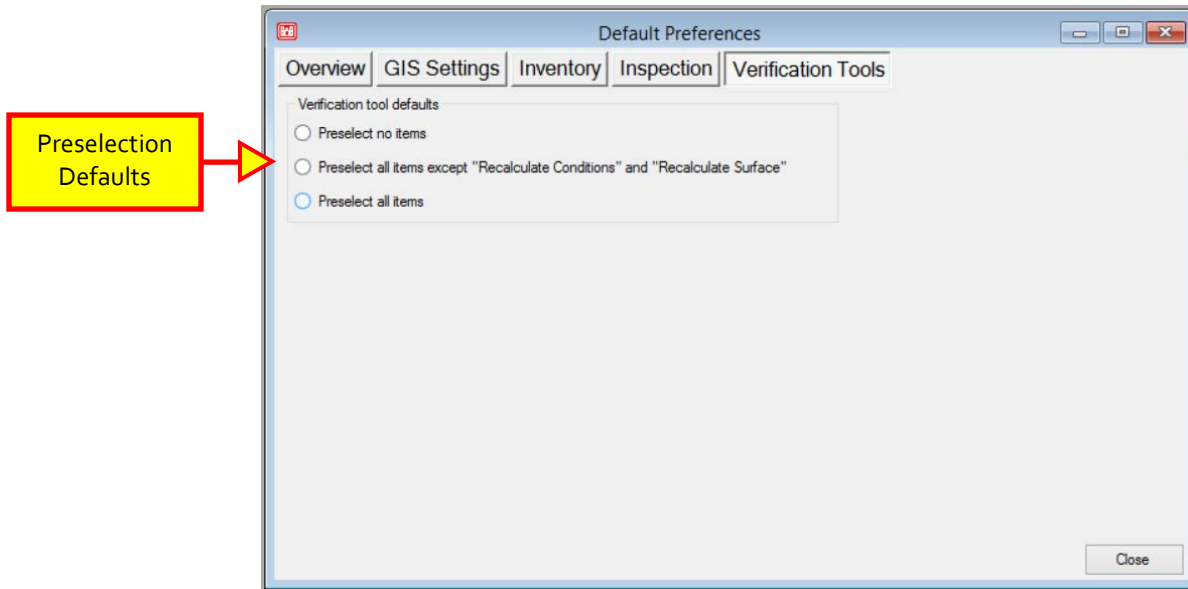 Default Preferences
Overview GIS Settings Inventory Inspection Verification Tools
Verification tool defaults
Preselect no items
Preselection
Defaults
Preselect all items except "Recalculate Conditions" and "Recalculate Surface"
Preselect all items
Close